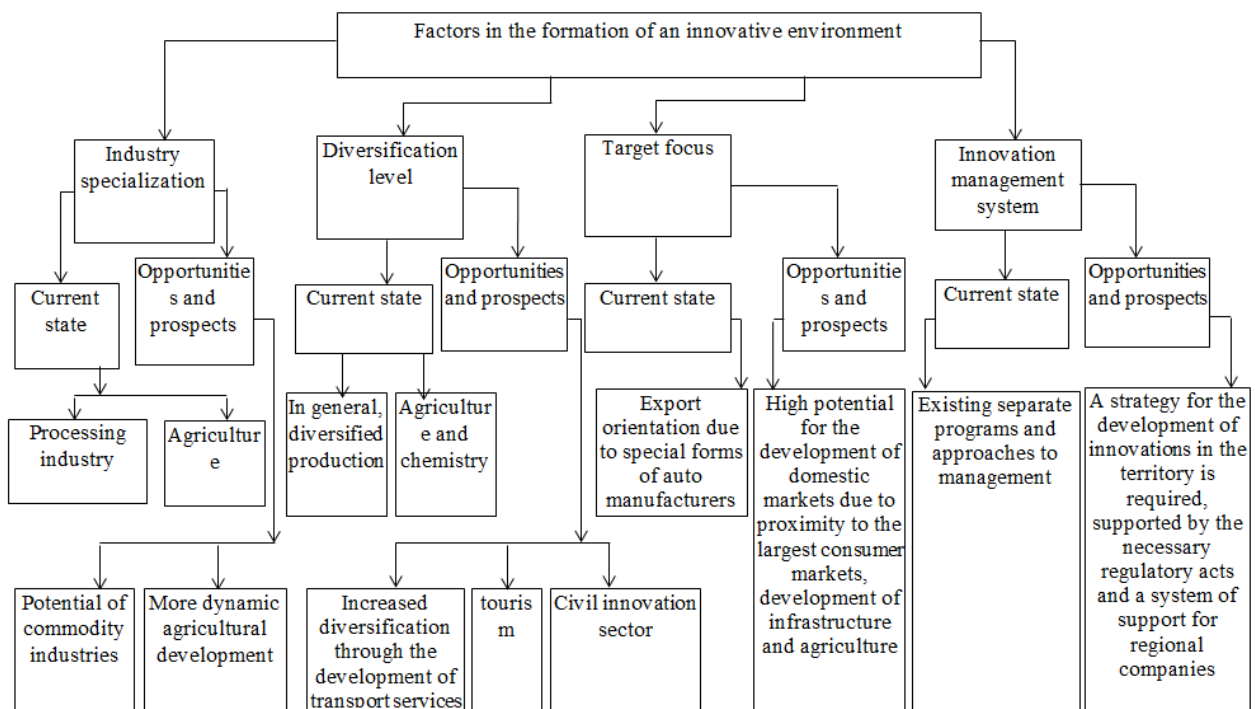 Factors in the formation of an innovative environment
Industry
specialization
Diversification
level
Target focus
Innovation
management
system
Current
state
Opportunitie
s and
prospects
Current state
Opportunities
and prospects
Current state
Opportunitie
s and
prospects
Current state
Opportunities
and prospects
Processing
industry
Agricultur
e
In general,
diversified
production
Agricultur
e and
chemistry
Export
orientation due
to special forms
of auto
manufacturers
High potential
for the
development of
domestic
markets due to
proximity to the
largest consumer
markets,
development of
infrastructure
and agriculture
Existing separate
programs and
approaches to
management
A strategy for the
development of
innovations in the
territory is
required,
supported by the
necessary
regulatory acts
and a system of
support for
regional
companies
Potential of
commodity
industries
More dynamic
agricultural
development
Increased
diversification
through the
development of
transport services
touris
m
Civil innovation
sector